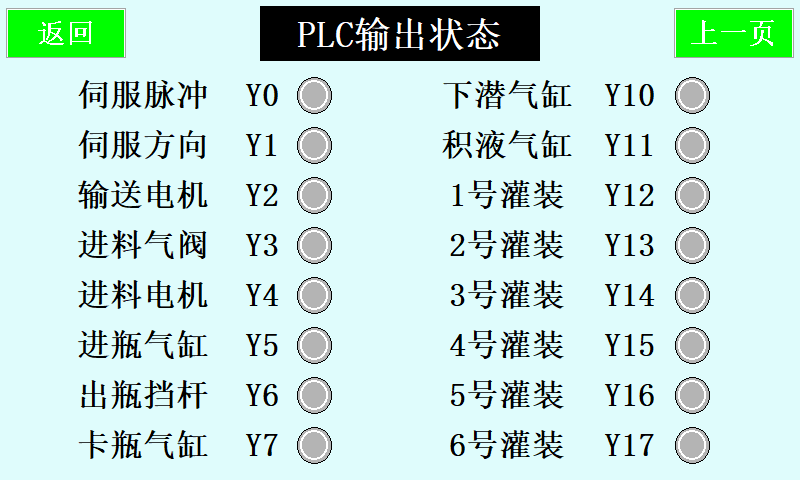 返回
PLC输出状态
上一页
伺服脉冲 Y0
下潜气缸 Y10
伺服方向 Y1
积液气缸 Y11
输送电机 Y2
1号灌装 Y12
进料气阀 Y3
2号灌装 Y13
进料电机 Y4
3号灌装 Y14
进瓶气缸 Y5
4号灌装 Y15
出瓶挡杆 Y6
5号灌装 Y16
卡瓶气缸 Y7
6号灌装 Y17